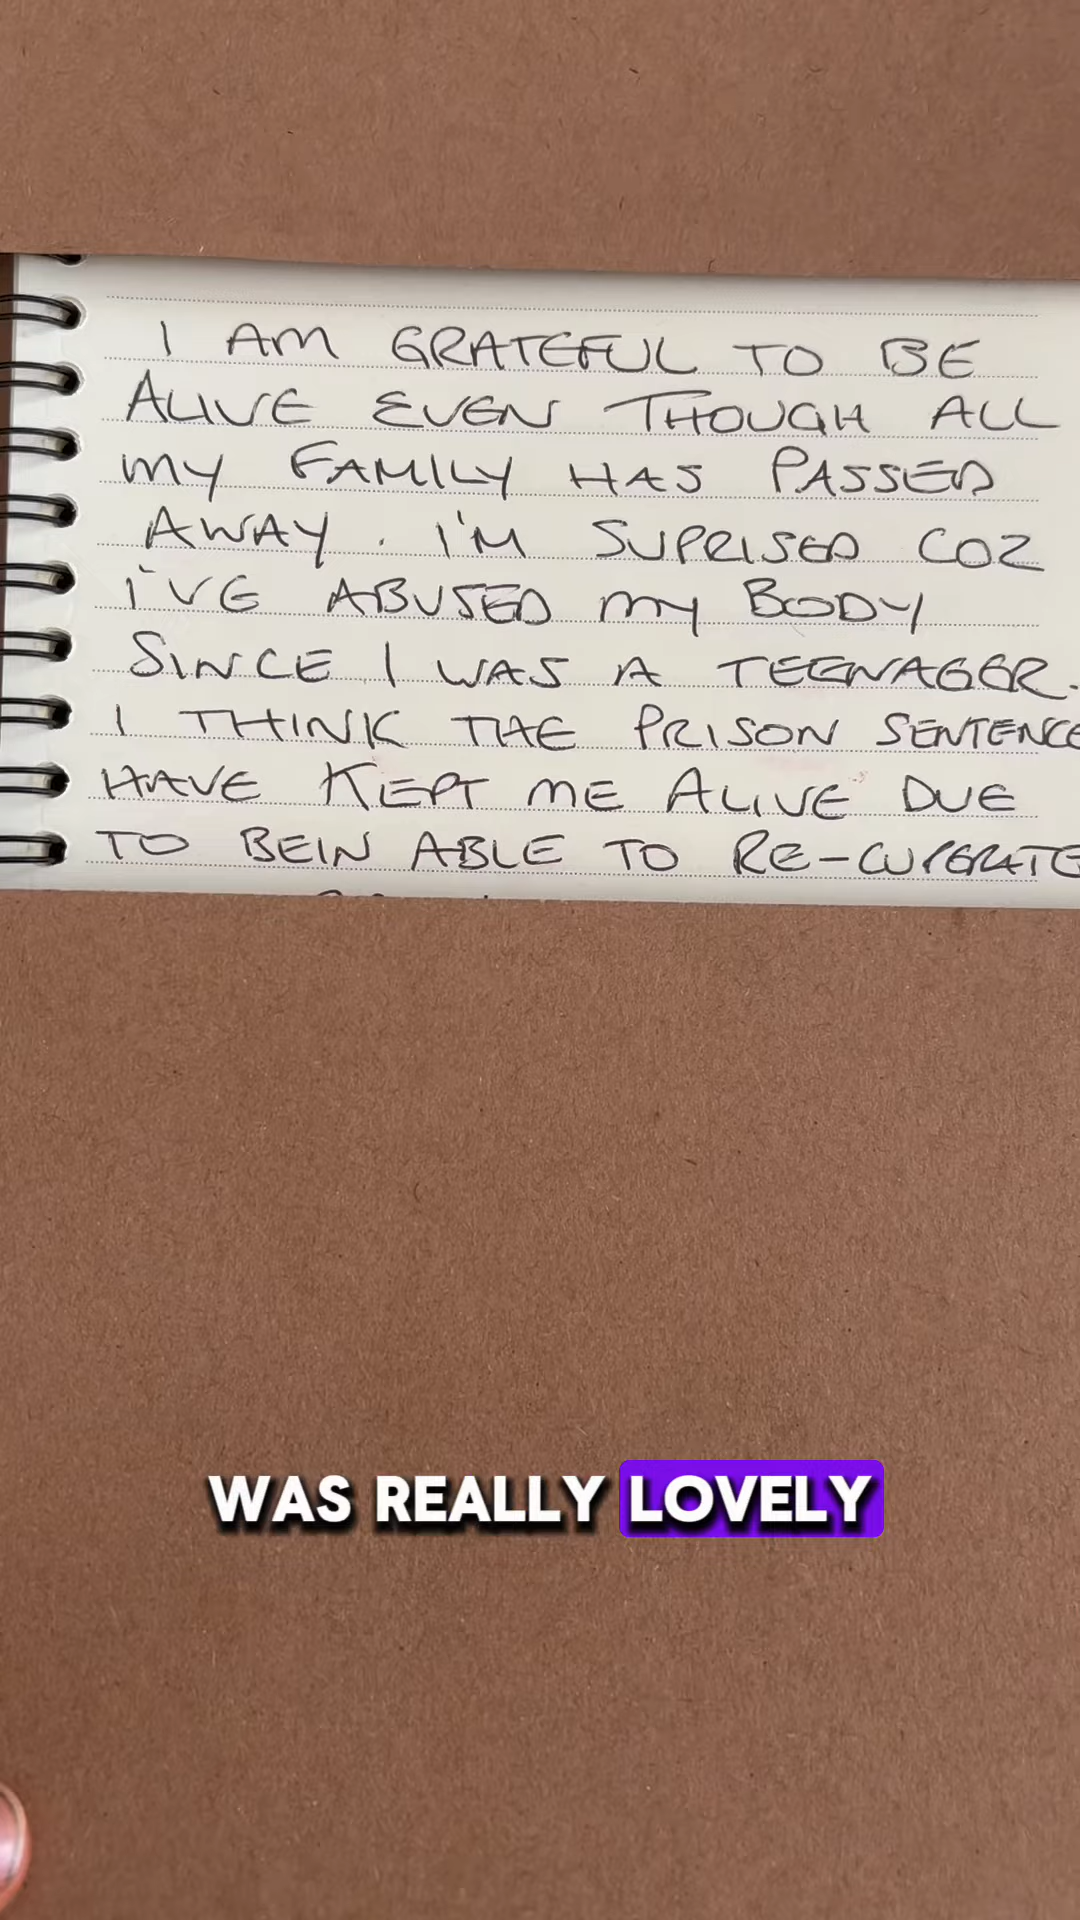 I AM GRATEFUL TO BE
ALIVE EVEN THOUGH ALL
MY FAMILY HAS PASSED
AWAY. I'M SUPRISED COZ
I'VE ABUSED MY BODY
SINCE I WAS A TEENAGER.
I THINK THE PRISON SENTENCE
HAVE KEPT ME ALIVE DUE
TO BEIN ABLE TO RE-CUPERATE
WAS REALLY LOVELY